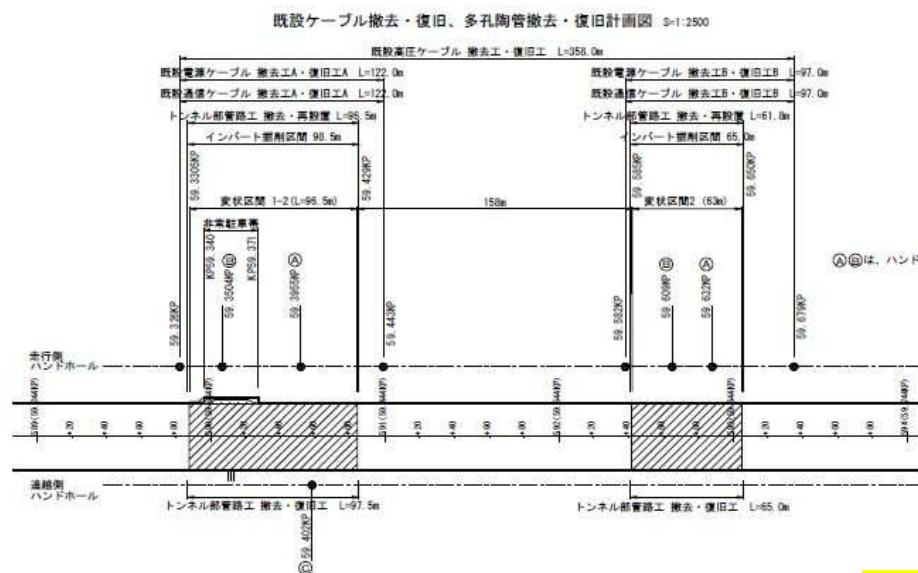 既設ケーブル撤去・復旧、多孔陶管撤去・復旧計画図 S=1:2500
既設高圧ケーブル 撤去工・復旧工 L=358.0m
既設電源ケーブル 撤去工A・復旧工A L=122.0m
既設電源ケーブル 撤去工B・復旧工B L=97.0m
既設通信ケーブル 撤去工A・復旧工A L=122.0m
既設通信ケーブル 撤去工B・復旧工B L=97.0m
トンネル部管路工 撤去・再設置 L=96.5m
トンネル部管路工 撤去・再設置 L=61.8m
インバート掘削区間 98.5m
インバート掘削区間 65.0m
59.3305KP
59.429KP
59.585KP
59.650KP
変状区間 1-2(L=96.5m)
158m
変状区間2 (63m)
非常駐車帯
KP59.340
KP59.371
59.3504KP Ⓑ
59.3955KP Ⓐ
59.609KP Ⓑ
59.632KP Ⓐ
ⒶⒷは、ハンド
59.326KP
59.443KP
59.582KP
59.679KP
走行側
ハンドホール
+20
+40
+60
+80
追越側
ハンドホール
トンネル部管路工 撤去・復旧工 L=97.5m
トンネル部管路工 撤去・復旧工 L=65.0m
Ⓒ 59.402KP